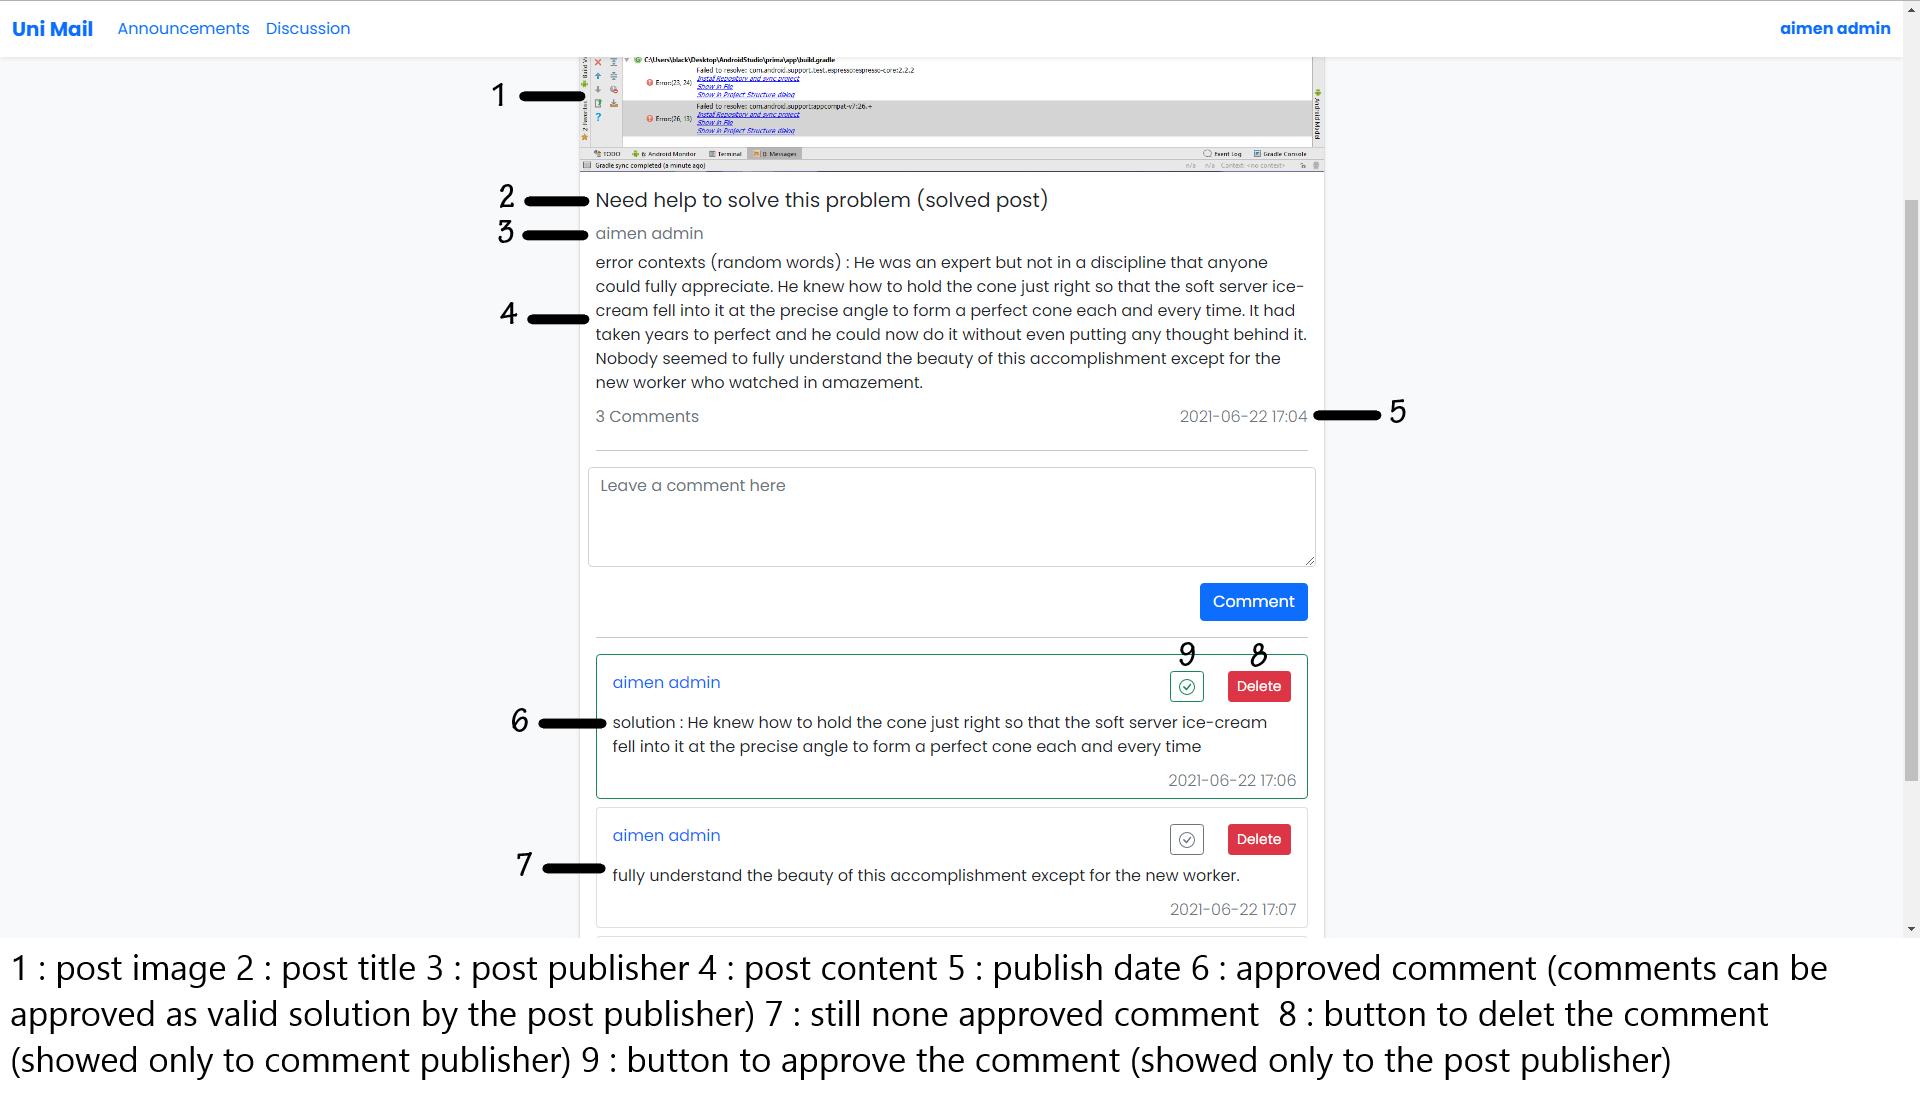 Uni Mail Announcements Discussion aimen admin
C:\Users\black\Desktop\AndroidStudio\prima\app\build.gradle
Failed to resolve: com.android.support.test.espresso:espresso-core:2.2.2
Error:(23, 24) Install Repository and sync project
Show in File
Show in Project Structure dialog
1
Failed to resolve: com.android.support:appcompat-v7:26.+
Install Repository and sync project
Error:(26, 13) Show in File
Show in Project Structure dialog
2: Favorites
Build V
Android Model
TODO 6: Android Monitor Terminal 0: Messages Event Log Gradle Console
Gradle sync completed (a minute ago) n/a n/a Context: <no context>
2 Need help to solve this problem (solved post)
3 aimen admin
error contexts (random words) : He was an expert but not in a discipline that anyone
could fully appreciate. He knew how to hold the cone just right so that the soft server ice-
4 cream fell into it at the precise angle to form a perfect cone each and every time. It had
taken years to perfect and he could now do it without even putting any thought behind it.
Nobody seemed to fully understand the beauty of this accomplishment except for the
new worker who watched in amazement.
3 Comments 2021-06-22 17:04 5
Leave a comment here
Comment
9 8
aimen admin Delete
6 solution : He knew how to hold the cone just right so that the soft server ice-cream
fell into it at the precise angle to form a perfect cone each and every time
2021-06-22 17:06
aimen admin Delete
7 fully understand the beauty of this accomplishment except for the new worker.
2021-06-22 17:07
1 : post image 2 : post title 3 : post publisher 4 : post content 5 : publish date 6 : approved comment (comments can be
approved as valid solution by the post publisher) 7 : still none approved comment 8 : button to delet the comment
(showed only to comment publisher) 9 : button to approve the comment (showed only to the post publisher)